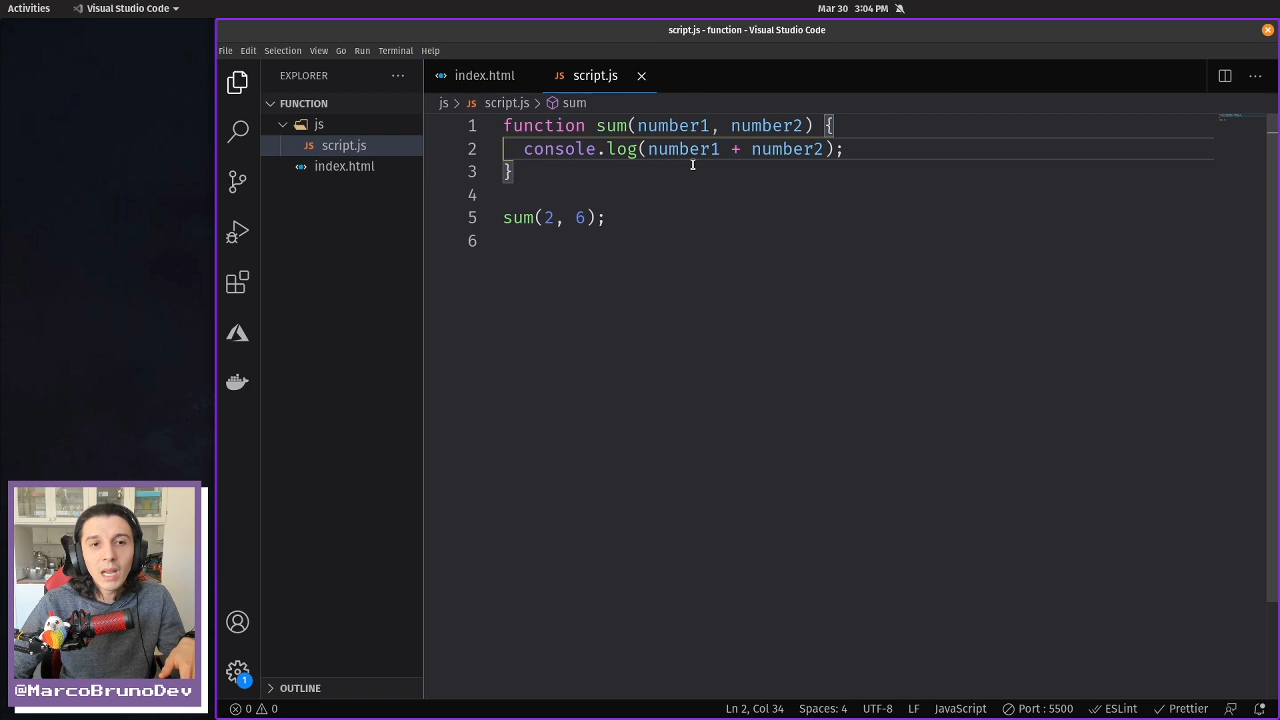 Activities
Visual Studio Code
Mar 30 3:04 PM
script.js - function - Visual Studio Code
File Edit Selection View Go Run Terminal Help
EXPLORER
index.html
script.js
FUNCTION
js
JS script.js
index.html
js > JS script.js > sum
1 function sum(number1, number2) {
2 console.log(number1 + number2);
3 }
4
5 sum(2, 6);
6
@MarcoBrunoDev
1
OUTLINE
0 0
Ln 2, Col 34 Spaces: 4 UTF-8 LF JavaScript Port : 5500 ESLint Prettier